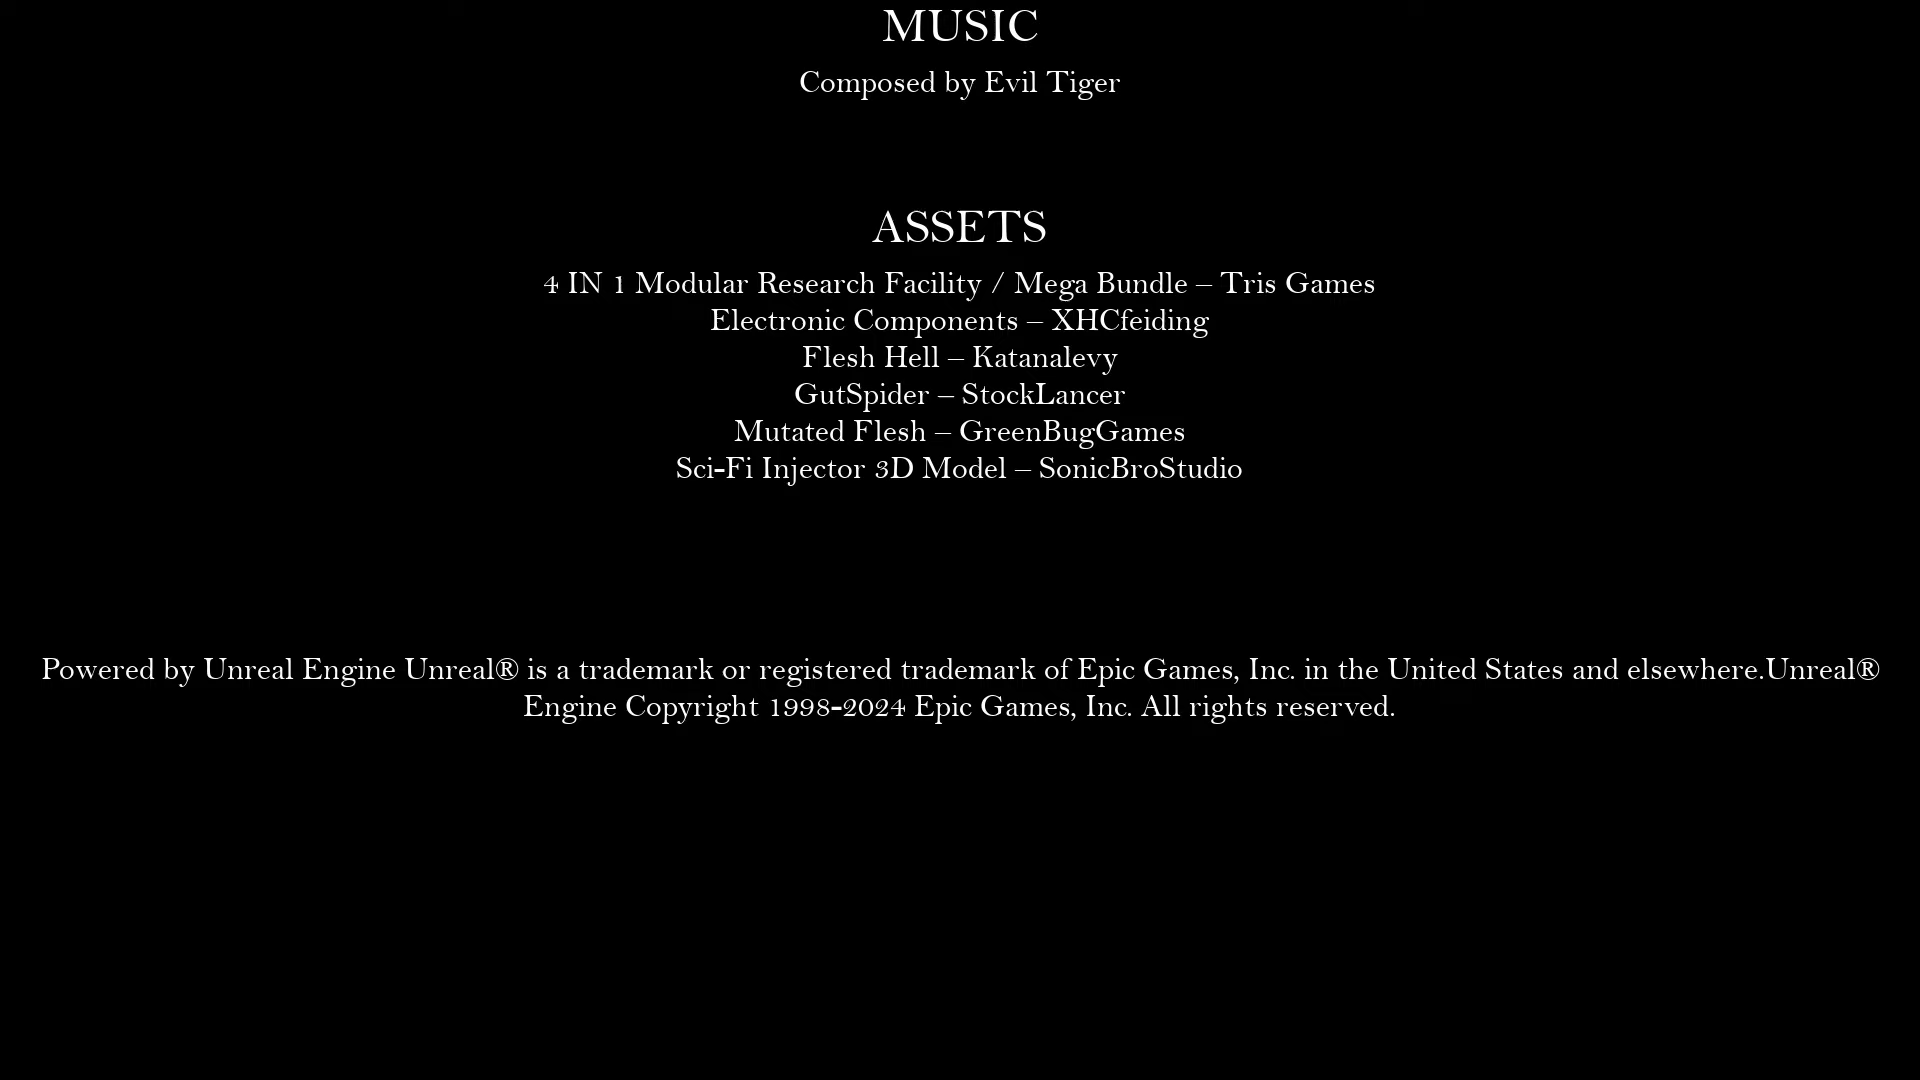 MUSIC
Composed by Evil Tiger
ASSETS
4 IN 1 Modular Research Facility / Mega Bundle – Tris Games
Electronic Components – XHCfeiding
Flesh Hell – Katanalevy
GutSpider – StockLancer
Mutated Flesh – GreenBugGames
Sci-Fi Injector 3D Model – SonicBroStudio
Powered by Unreal Engine Unreal® is a trademark or registered trademark of Epic Games, Inc. in the United States and elsewhere.Unreal®
Engine Copyright 1998-2024 Epic Games, Inc. All rights reserved.